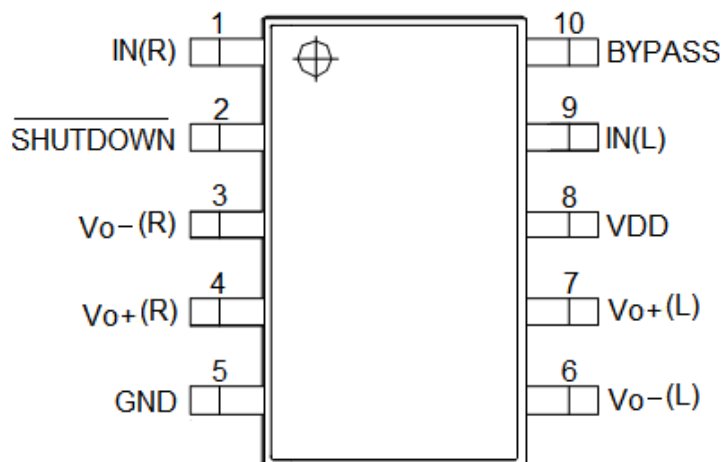 1
IN(R)
2
SHUTDOWN
3
Vo-(R)
4
Vo+(R)
5
GND
10
BYPASS
9
IN(L)
8
VDD
7
Vo+(L)
6
Vo-(L)